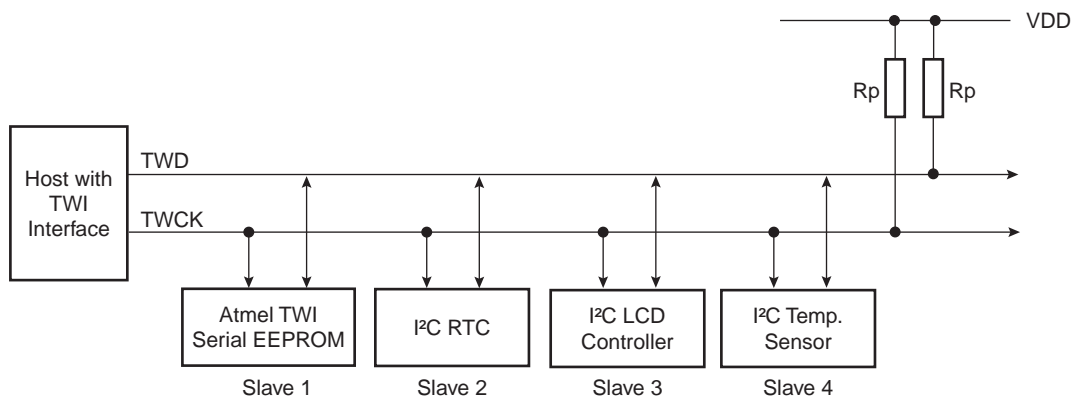 VDD
Rp
Rp
Host with
TWI
Interface
TWD
TWCK
Atmel TWI
Serial EEPROM
I²C RTC
I²C LCD
Controller
I²C Temp.
Sensor
Slave 1
Slave 2
Slave 3
Slave 4